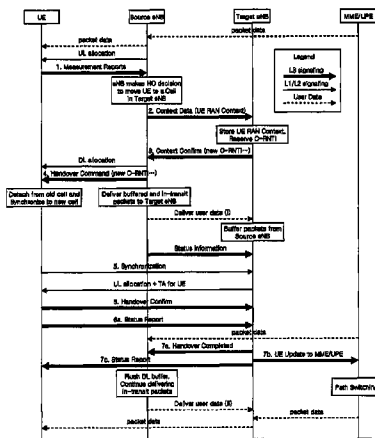 UE
Source eNB
Target eNB
MME/UPE
packet data
packet data
UL allocation
1. Measurement Reports
eNB makes HO decision
to move UE to a Cell
in Target eNB
Legend
L3 signaling
L1/L2 signaling
User Data
2. Context Data (UE RAN Context)
Store UE RAN Context,
Reserve C-RNTI
3. Context Confirm (new C-RNTI...)
DL allocation
4. Handover Command (new C-RNTI...)
Detach from old cell and
Synchronize to new cell
Deliver buffered and in-transit
packets to Target eNB
Deliver user data (I)
Buffer packets from
Source eNB
Status Information
5. Synchronization
UL allocation + TA for UE
6. Handover Confirm
6a. Status Report
packet data
7a. Handover Completed
7c. Status Report
7b. UE Update to MME/UPE
Flush DL buffer,
Continue delivering
in-transit packets
Path Switching
Deliver user data (II)
packet data
packet data